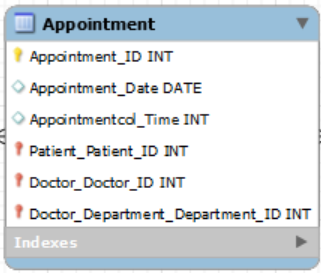 Appointment
Appointment_ID INT
Appointment_Date DATE
Appointmentcol_Time INT
Patient_Patient_ID INT
Doctor_Doctor_ID INT
Doctor_Department_Department_ID INT
Indexes